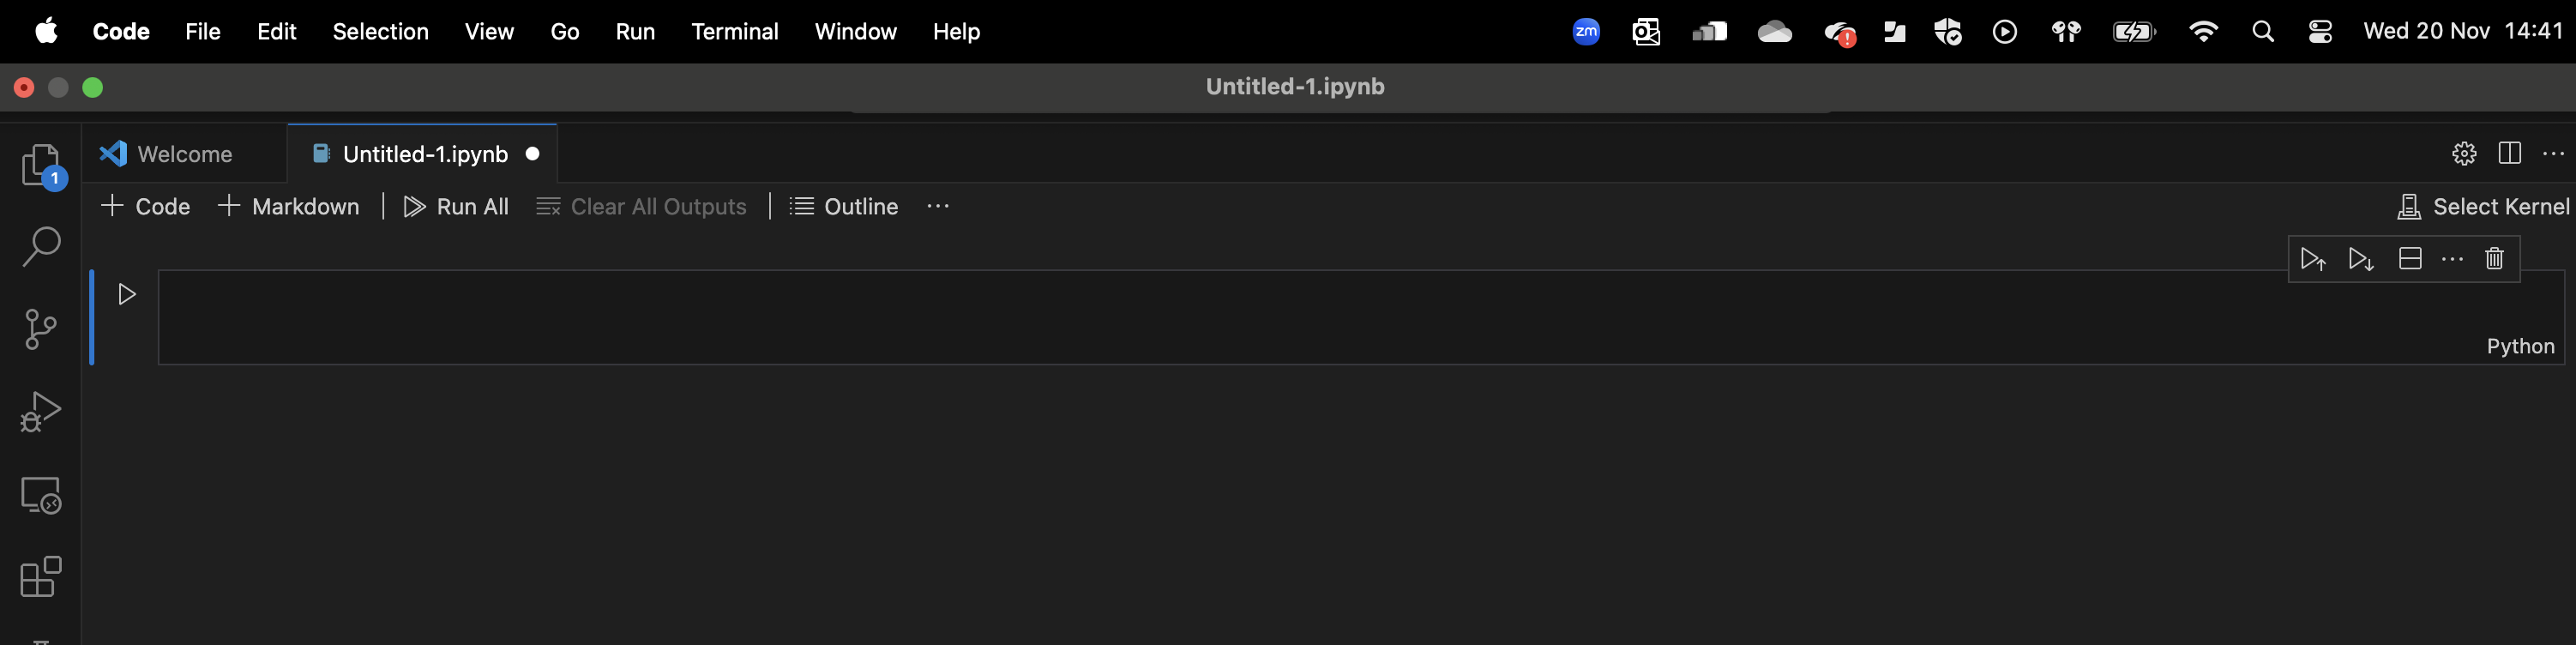 Code File Edit Selection View Go Run Terminal Window Help zm Wed 20 Nov 14:41
Untitled-1.ipynb
Welcome Untitled-1.ipynb
1
Code Markdown Run All Clear All Outputs Outline ... Select Kernel
Python